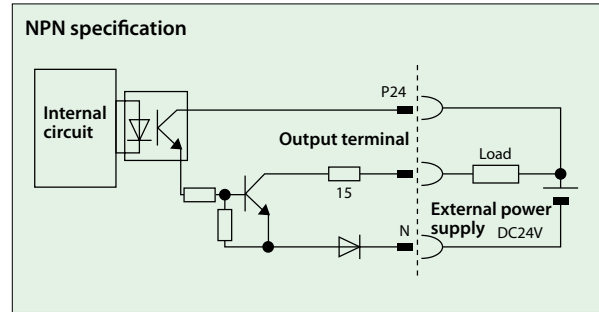 NPN specification
Internal
circuit
P24
Output terminal
Load
15
External power
supply DC24V
N